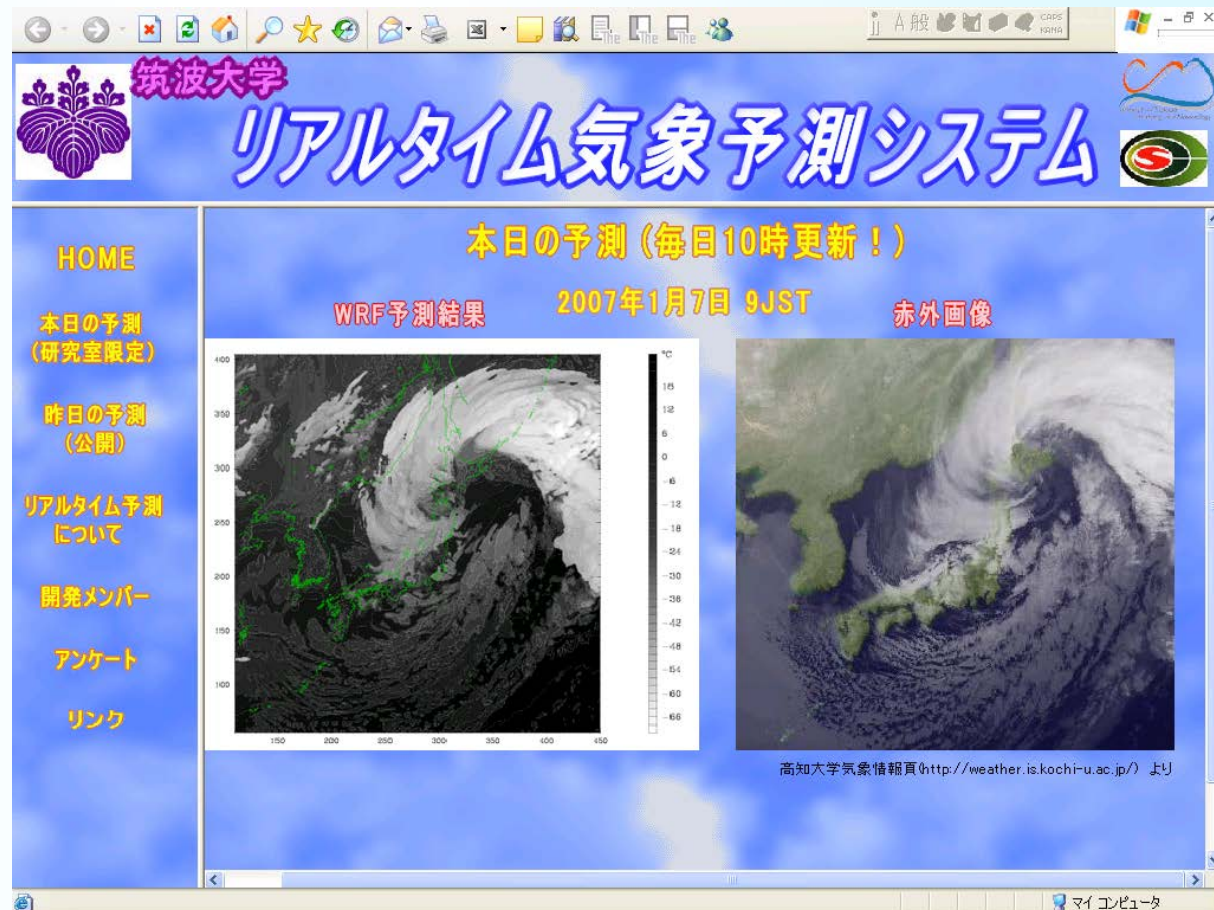 A 般
CAPS
KANA
筑波大学
リアルタイム気象予測システム
HOME
本日の予測
(研究室限定)
昨日の予測
(公開)
リアルタイム予測
について
開発メンバー
アンケート
リンク
本日の予測 (毎日10時更新!)
2007年1月7日 9JST
WRF予測結果
赤外画像
400
350
300
250
200
150
100
150 200 250 300 350 400 450
°C
18
12
6
0
-6
-12
-18
-24
-30
-36
-42
-48
-54
-60
-66
高知大学気象情報頁(http://weather.is.kochi-u.ac.jp/) より
マイ コンピュータ